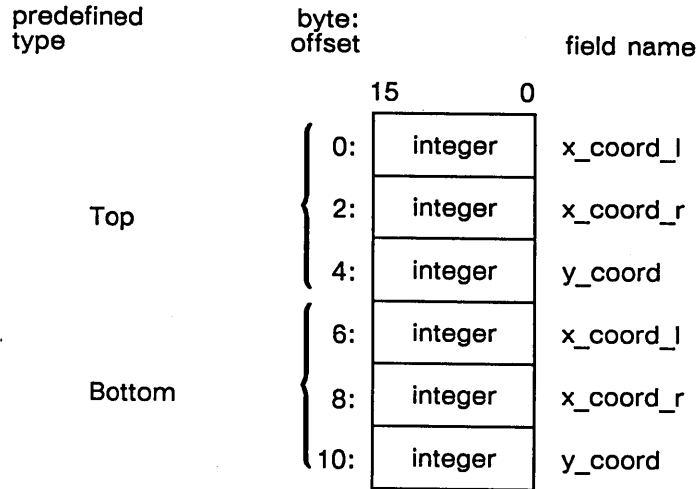 predefined type
byte: offset
field name
15 0
0: integer x_coord_l
2: integer x_coord_r
Top
4: integer y_coord
6: integer x_coord_l
Bottom
8: integer x_coord_r
10: integer y_coord